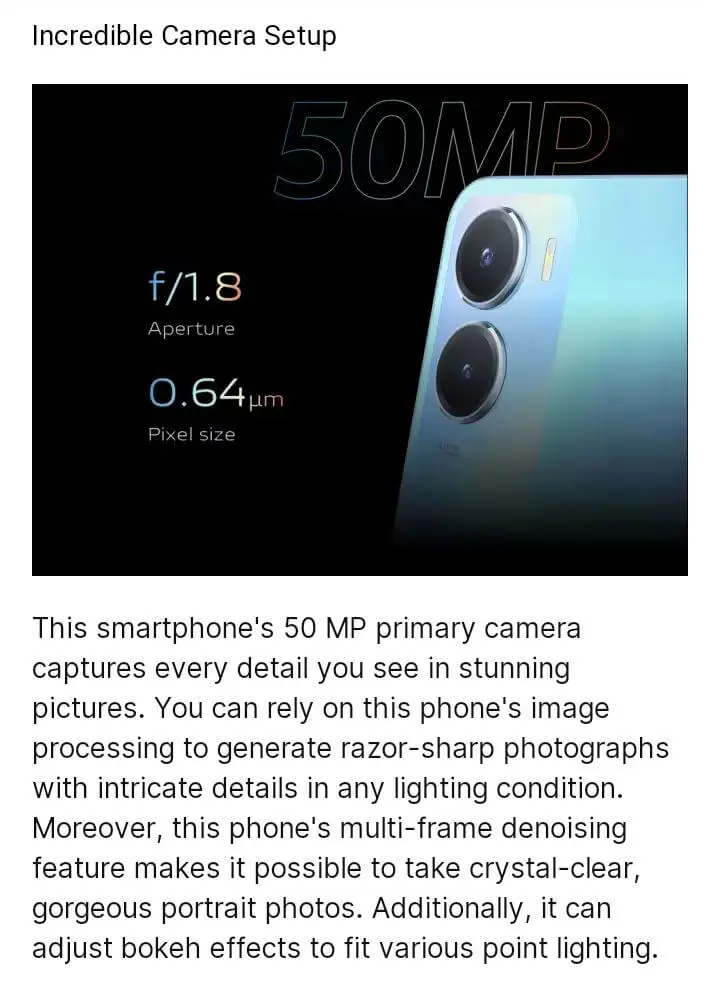 Incredible Camera Setup
50MP
f/1.8
Aperture
0.64μm
Pixel size
This smartphone's 50 MP primary camera
captures every detail you see in stunning
pictures. You can rely on this phone's image
processing to generate razor-sharp photographs
with intricate details in any lighting condition.
Moreover, this phone's multi-frame denoising
feature makes it possible to take crystal-clear,
gorgeous portrait photos. Additionally, it can
adjust bokeh effects to fit various point lighting.